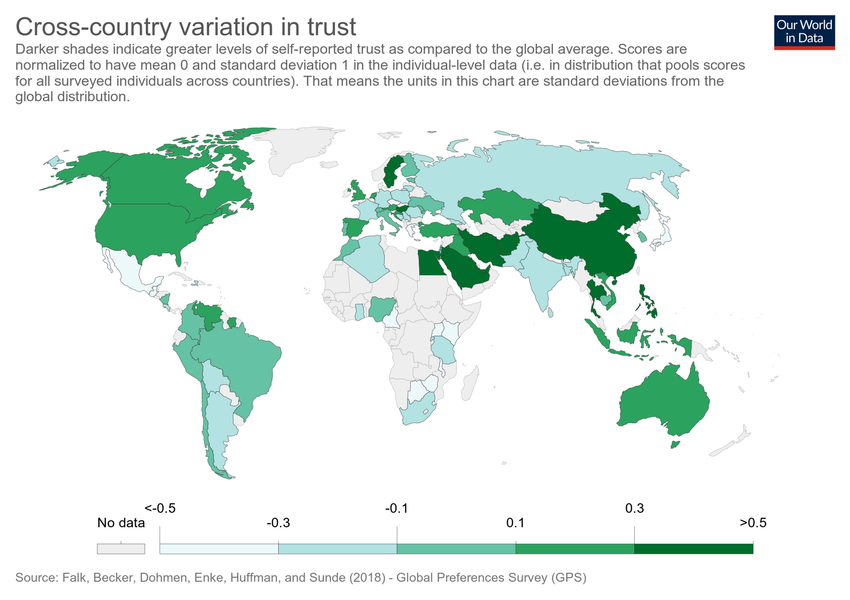 Cross-country variation in trust
Our World
in Data
Darker shades indicate greater levels of self-reported trust as compared to the global average. Scores are
normalized to have mean 0 and standard deviation 1 in the individual-level data (i.e. in distribution that pools scores
for all surveyed individuals across countries). That means the units in this chart are standard deviations from the
global distribution.
No data
<-0.5
-0.3
-0.1
0.1
0.3
>0.5
Source: Falk, Becker, Dohmen, Enke, Huffman, and Sunde (2018) - Global Preferences Survey (GPS)